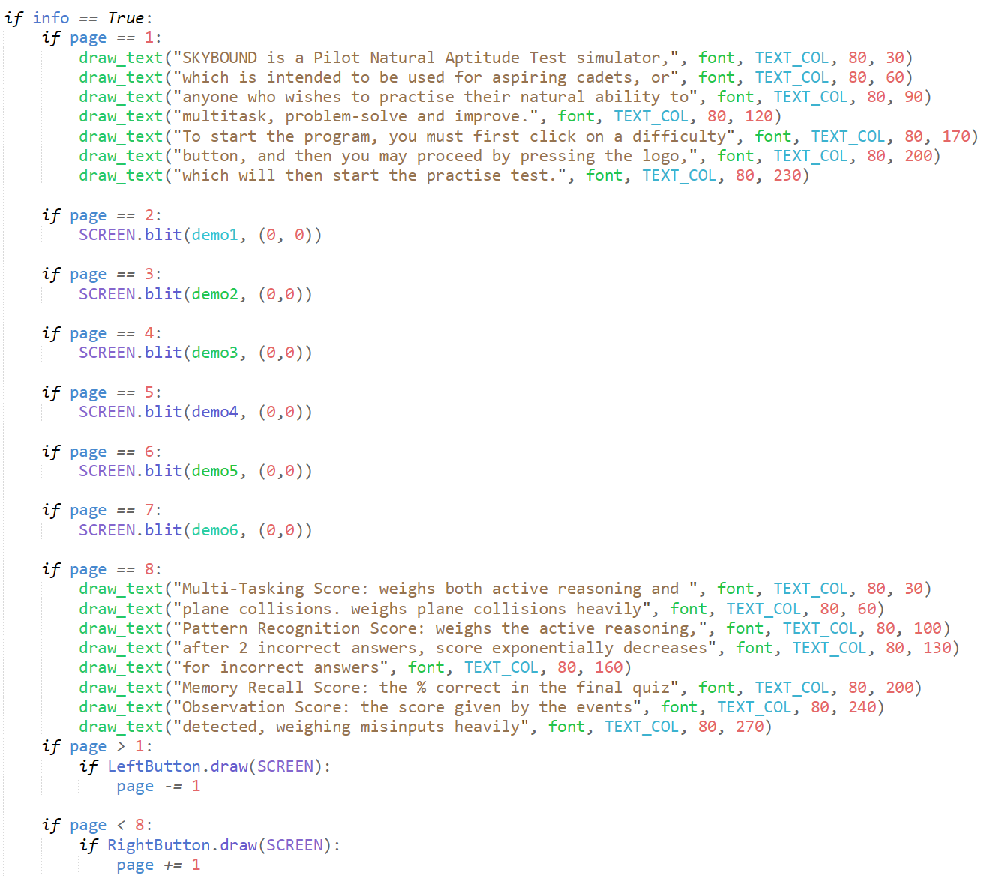 if info == True:
    if page == 1:
        draw_text("SKYBOUND is a Pilot Natural Aptitude Test simulator,", font, TEXT_COL, 80, 30)
        draw_text("which is intended to be used for aspiring cadets, or", font, TEXT_COL, 80, 60)
        draw_text("anyone who wishes to practise their natural ability to", font, TEXT_COL, 80, 90)
        draw_text("multitask, problem-solve and improve.", font, TEXT_COL, 80, 120)
        draw_text("To start the program, you must first click on a difficulty", font, TEXT_COL, 80, 170)
        draw_text("button, and then you may proceed by pressing the logo,", font, TEXT_COL, 80, 200)
        draw_text("which will then start the practise test.", font, TEXT_COL, 80, 230)

    if page == 2:
        SCREEN.blit(demo1, (0, 0))

    if page == 3:
        SCREEN.blit(demo2, (0,0))

    if page == 4:
        SCREEN.blit(demo3, (0,0))

    if page == 5:
        SCREEN.blit(demo4, (0,0))

    if page == 6:
        SCREEN.blit(demo5, (0,0))

    if page == 7:
        SCREEN.blit(demo6, (0,0))

    if page == 8:
        draw_text("Multi-Tasking Score: weighs both active reasoning and ", font, TEXT_COL, 80, 30)
        draw_text("plane collisions. weighs plane collisions heavily", font, TEXT_COL, 80, 60)
        draw_text("Pattern Recognition Score: weighs the active reasoning,", font, TEXT_COL, 80, 100)
        draw_text("after 2 incorrect answers, score exponentially decreases", font, TEXT_COL, 80, 130)
        draw_text("for incorrect answers", font, TEXT_COL, 80, 160)
        draw_text("Memory Recall Score: the % correct in the final quiz", font, TEXT_COL, 80, 200)
        draw_text("Observation Score: the score given by the events", font, TEXT_COL, 80, 240)
        draw_text("detected, weighing misinputs heavily", font, TEXT_COL, 80, 270)
    if page > 1:
        if LeftButton.draw(SCREEN):
            page -= 1

    if page < 8:
        if RightButton.draw(SCREEN):
            page += 1